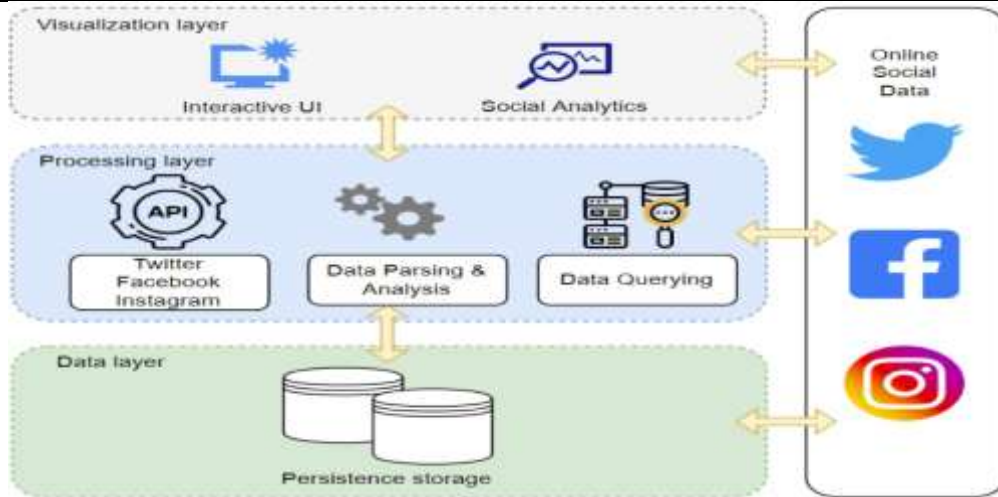 Visualization layer
Interactive UI
Social Analytics
Online
Social
Data
Processing layer
API
Twitter
Facebook
Instagram
Data Parsing &
Analysis
Data Querying
Data layer
Persistence storage